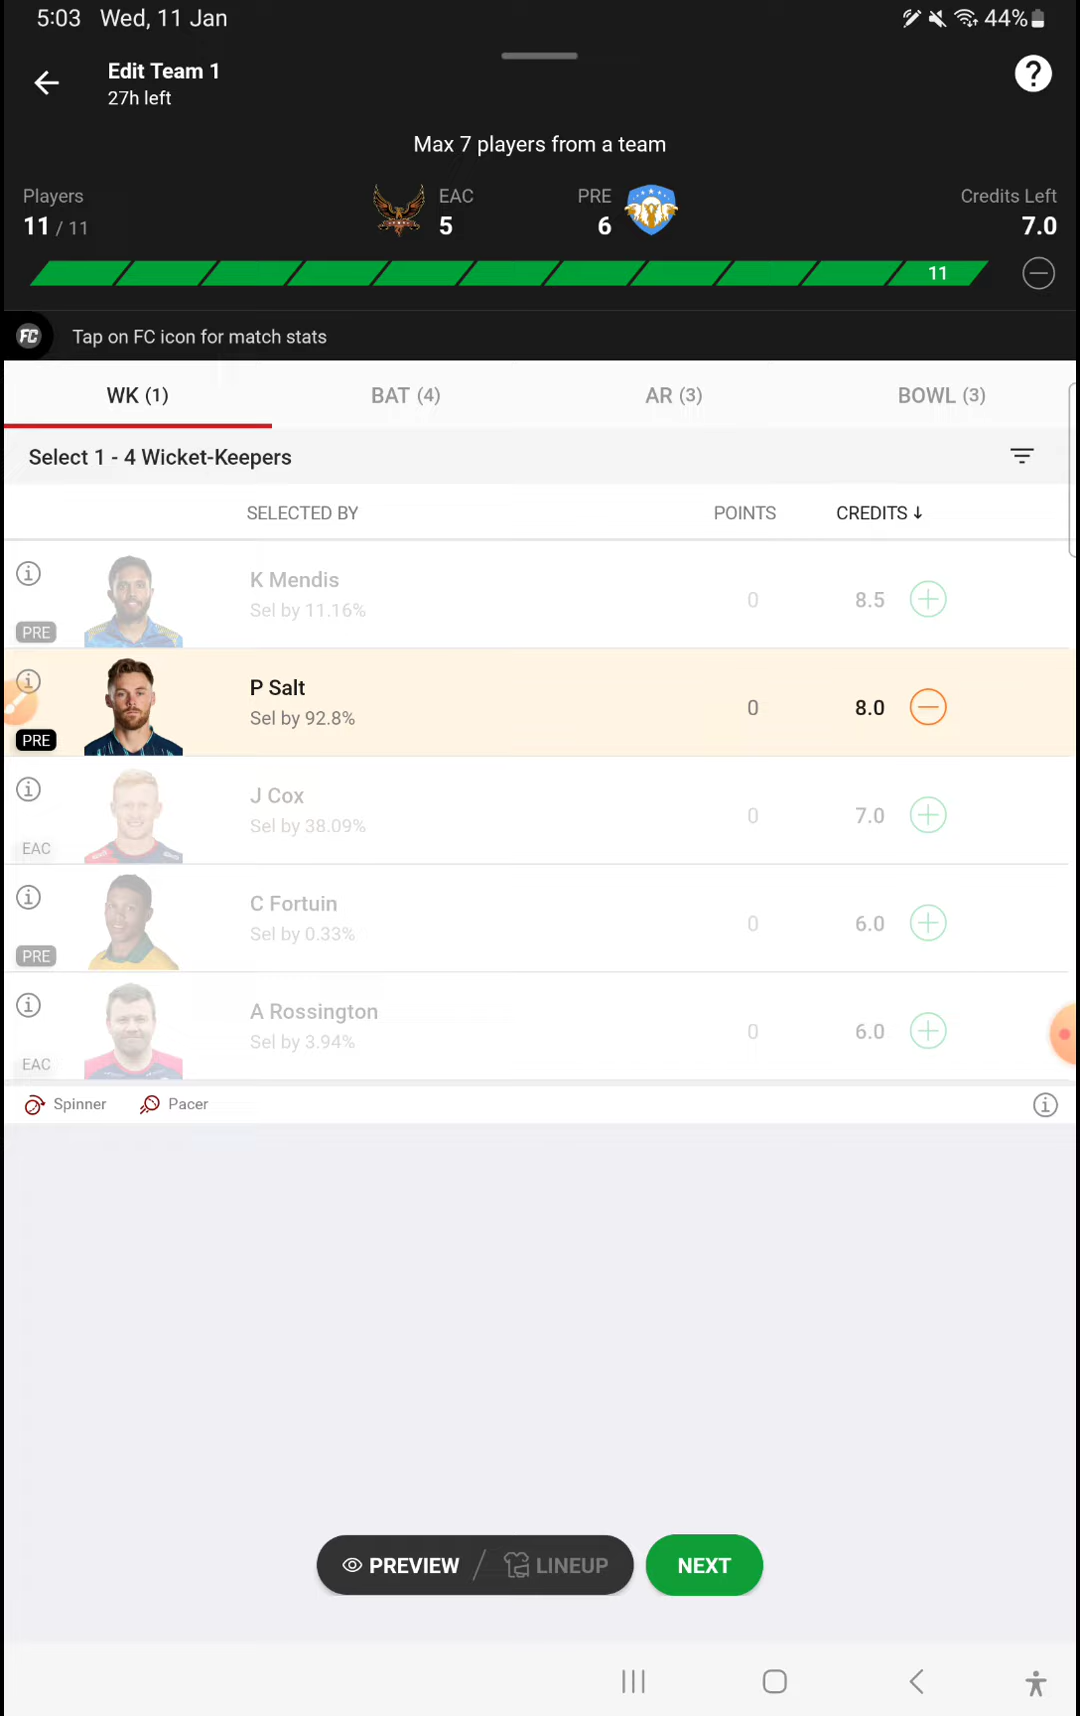 5:03 Wed, 11 Jan 44%
Edit Team 1
27h left
?
Max 7 players from a team
Players EAC PRE Credits Left
11 / 11 5 6 7.0
11
FC Tap on FC icon for match stats
WK (1) BAT (4) AR (3) BOWL (3)
Select 1 - 4 Wicket-Keepers
SELECTED BY POINTS CREDITS ↓
K Mendis
Sel by 11.16% 0 8.5
PRE
P Salt
Sel by 92.8% 0 8.0
PRE
J Cox
Sel by 38.09% 0 7.0
EAC
C Fortuin
Sel by 0.33% 0 6.0
PRE
A Rossington
Sel by 3.94% 0 6.0
EAC
Spinner Pacer
PREVIEW / LINEUP NEXT